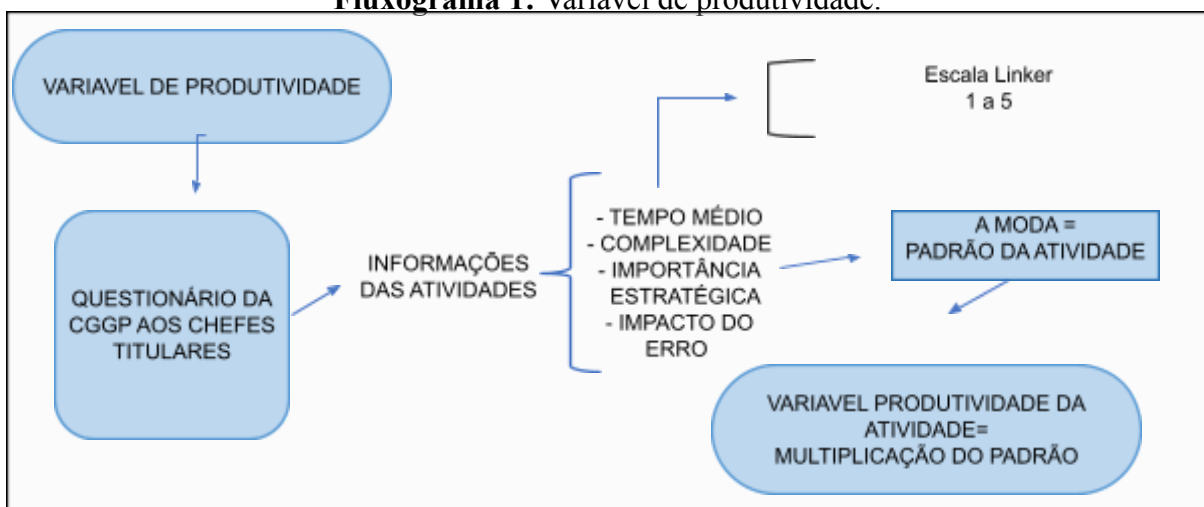 Fluxograma 1: Variável de produtividade.
VARIAVEL DE PRODUTIVIDADE
QUESTIONÁRIO DA
CGGP AOS CHEFES
TITULARES
INFORMAÇÕES
DAS ATIVIDADES
- TEMPO MÉDIO
- COMPLEXIDADE
- IMPORTÂNCIA
ESTRATÉGICA
- IMPACTO DO
ERRO
Escala Linker
1 a 5
A MODA =
PADRÃO DA ATIVIDADE
VARIAVEL PRODUTIVIDADE DA
ATIVIDADE=
MULTIPLICAÇÃO DO PADRÃO